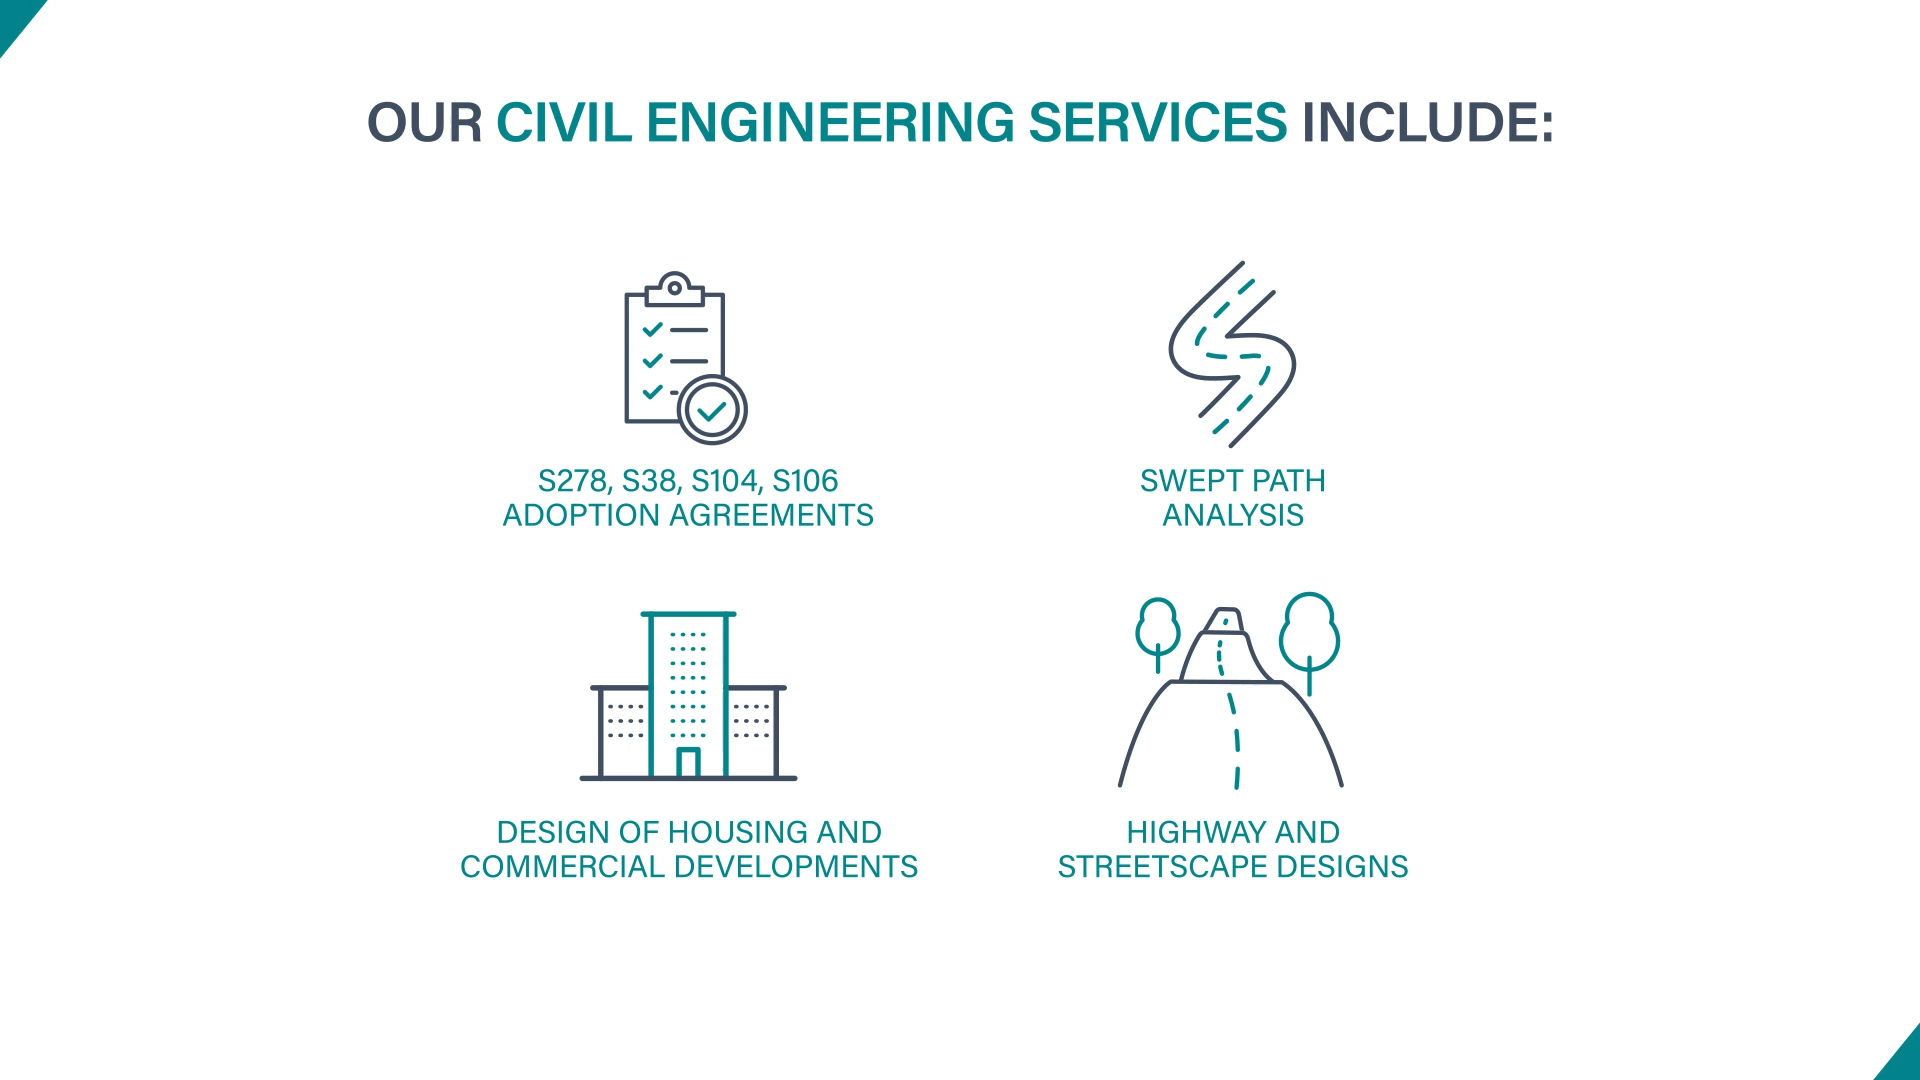 OUR CIVIL ENGINEERING SERVICES INCLUDE:
S278, S38, S104, S106
ADOPTION AGREEMENTS
SWEPT PATH
ANALYSIS
DESIGN OF HOUSING AND
COMMERCIAL DEVELOPMENTS
HIGHWAY AND
STREETSCAPE DESIGNS